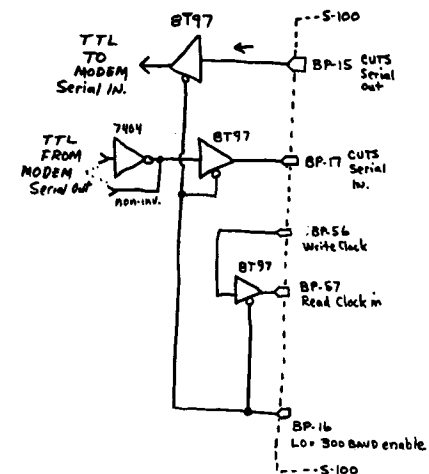 8T97
S-100
TTL
TO
MODEM
Serial IN.
BP-15 CUTS
Serial
Out
7404
8T97
TTL
FROM
MODEM
Serial Out
non-inv.
BP-17 CUTS
Serial
In.
BP-56
Write Clock
8T97
BP-57
Read Clock in
BP-16
LO= 300 BAUD enable
S-100